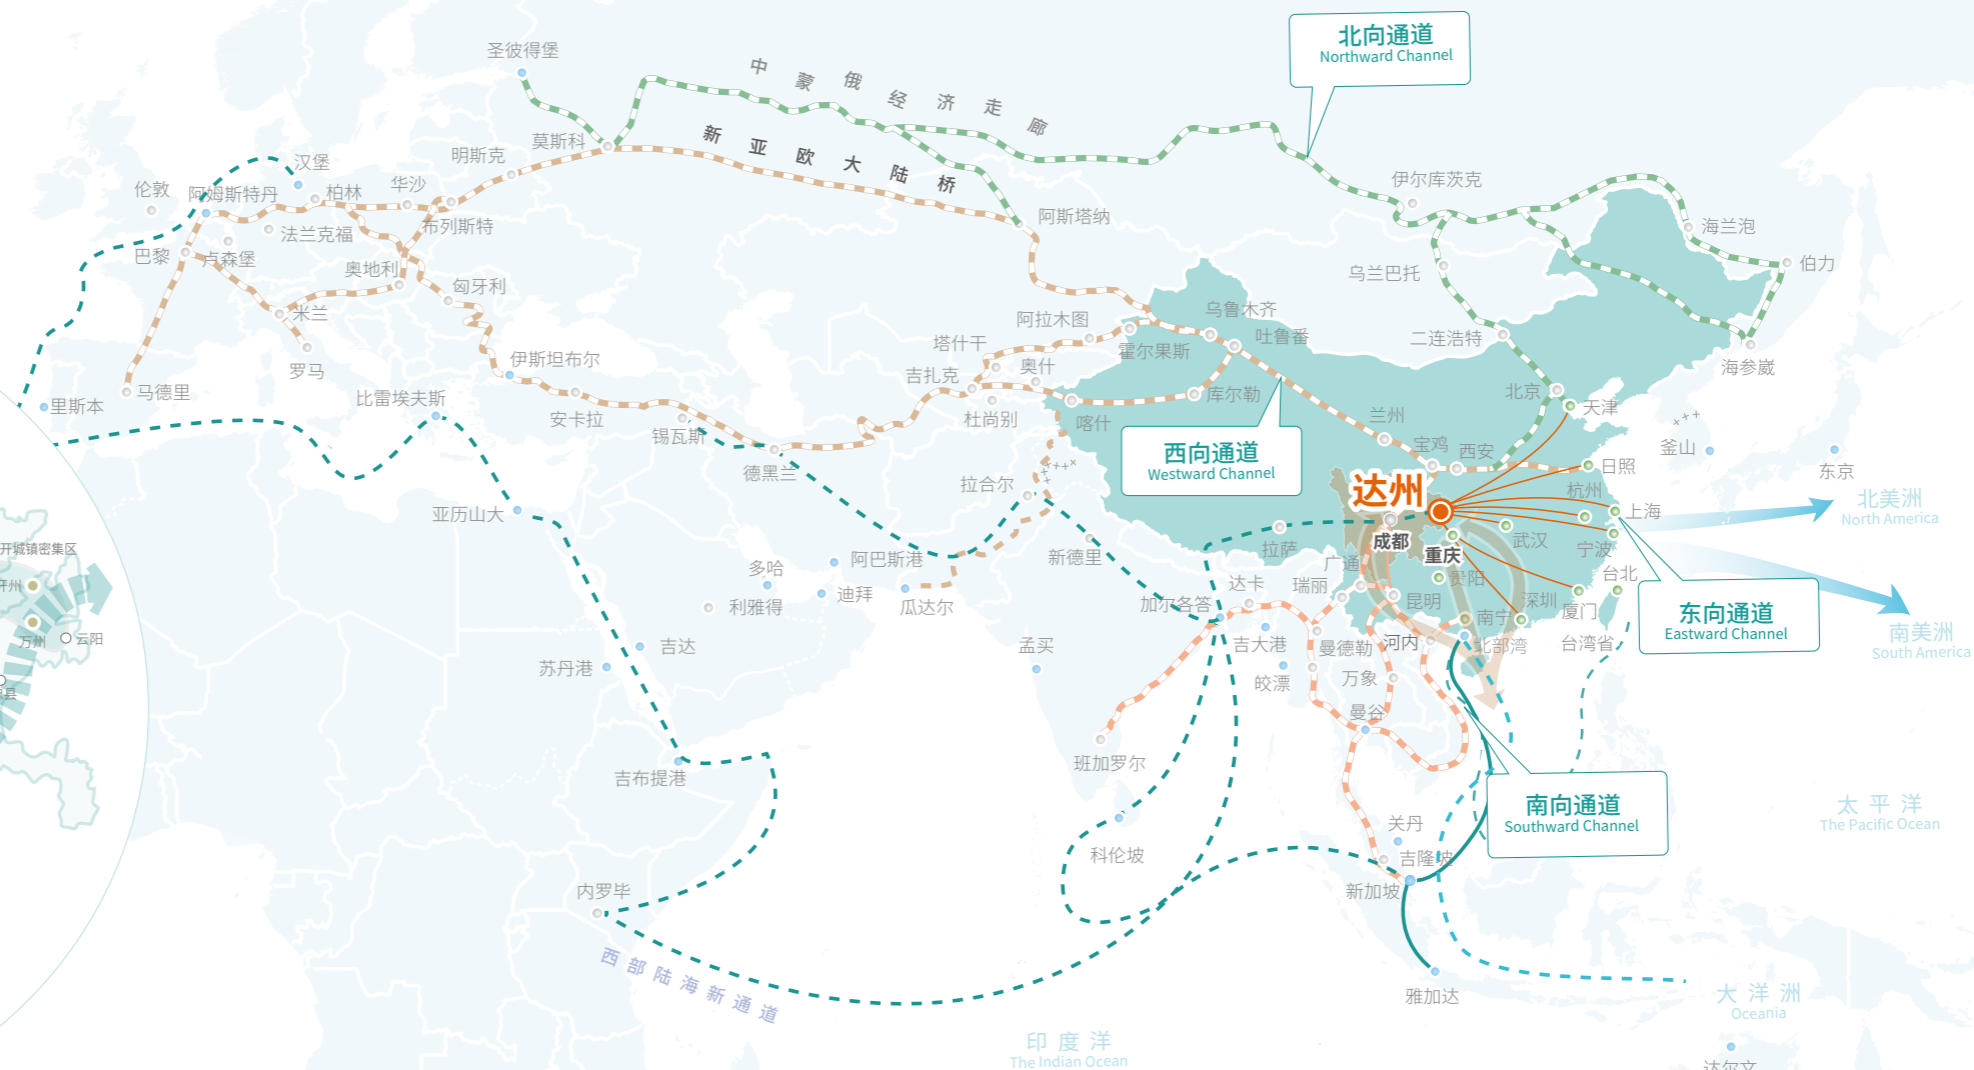 北向通道
Northward Channel
圣彼得堡
中蒙俄经济走廊
新亚欧大陆桥
莫斯科
明斯克
汉堡
伦敦
阿姆斯特丹
柏林
华沙
伊尔库茨克
阿斯塔纳
布列斯特
法兰克福
海兰泡
巴黎
卢森堡
奥地利
乌兰巴托
伯力
匈牙利
米兰
乌鲁木齐
阿拉木图
吐鲁番
塔什干
霍尔果斯
二连浩特
罗马
伊斯坦布尔
奥什
海参崴
吉扎克
马德里
里斯本
比雷埃夫斯
库尔勒
北京
天津
安卡拉
杜尚别
喀什
兰州
锡瓦斯
宝鸡
西安
釜山
西向通道
Westward Channel
德黑兰
日照
东京
拉合尔
达州
杭州
北美洲
North America
亚历山大
上海
成都
武汉
开城镇密集区
拉萨
重庆
宁波
新德里
阿巴斯港
广通
多哈
贵阳
台北
开州
达卡
瑞丽
迪拜
利雅得
瓜达尔
加尔各答
昆明
深圳
厦门
东向通道
Eastward Channel
南宁
万州
云阳
吉达
孟买
吉大港
曼德勒
河内
北部湾
台湾省
南美洲
South America
苏丹港
皎漂
万象
县
曼谷
班加罗尔
吉布提港
南向通道
Southward Channel
太平洋
The Pacific Ocean
关丹
科伦坡
吉隆坡
内罗毕
新加坡
西部陆海新通道
雅加达
大洋洲
Oceania
印度洋
The Indian Ocean
达尔文